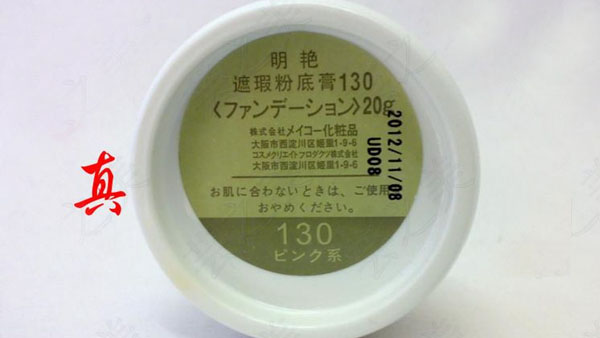 明 艳
遮瑕粉底膏130
〈ファンデーション〉20g
株式会社メイコー化粧品
大阪市西淀川区姫里1-9-6
コスメクリエイトプロダクツ株式会社
大阪市西淀川区姫里1-9-6
お肌に合わないときは、ご使用
おやめください。
130
ピンク系
2012/11/08
UD08
真